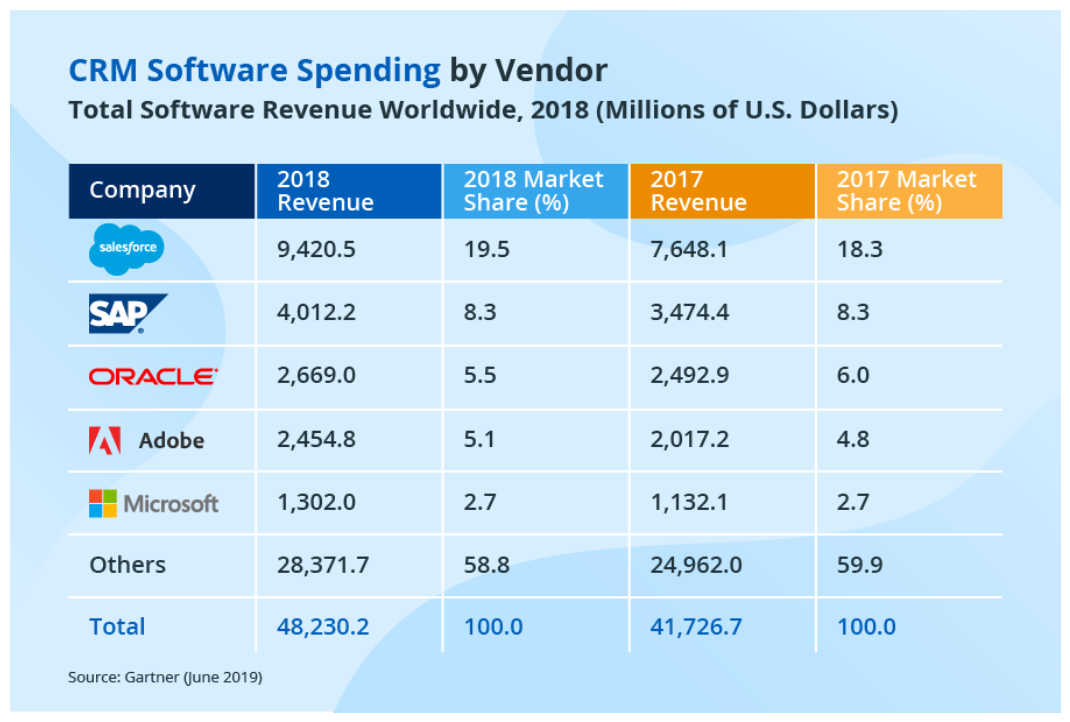 CRM Software Spending by Vendor
Total Software Revenue Worldwide, 2018 (Millions of U.S. Dollars)
Company 2018 Revenue 2018 Market Share (%) 2017 Revenue 2017 Market Share (%)
salesforce 9,420.5 19.5 7,648.1 18.3
SAP® 4,012.2 8.3 3,474.4 8.3
ORACLE 2,669.0 5.5 2,492.9 6.0
Adobe 2,454.8 5.1 2,017.2 4.8
Microsoft 1,302.0 2.7 1,132.1 2.7
Others 28,371.7 58.8 24,962.0 59.9
Total 48,230.2 100.0 41,726.7 100.0
Source: Gartner (June 2019)